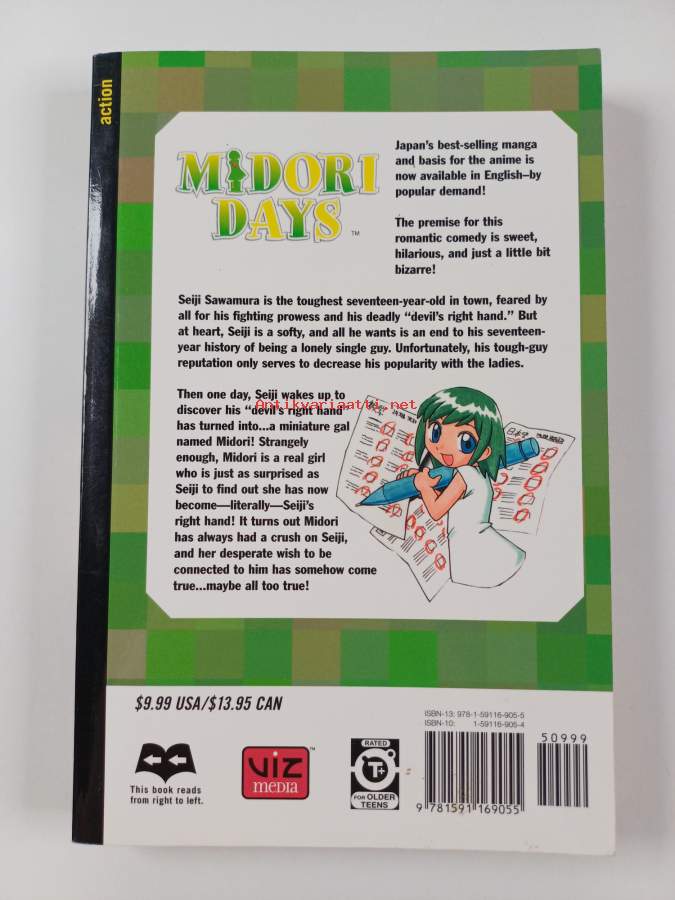 action
MIDORI
DAYS™
Japan's best-selling manga
and basis for the anime is
now available in English–by
popular demand!
The premise for this
romantic comedy is sweet,
hilarious, and just a little bit
bizarre!
Seiji Sawamura is the toughest seventeen-year-old in town, feared by
all for his fighting prowess and his deadly “devil's right hand.” But
at heart, Seiji is a softy, and all he wants is an end to his seventeen-
year history of being a lonely single guy. Unfortunately, his tough-guy
reputation only serves to decrease his popularity with the ladies.
Then one day, Seiji wakes up to
discover his “devil's right hand”
has turned into...a miniature gal
named Midori! Strangely
enough, Midori is a real girl
who is just as surprised as
Seiji to find out she has now
become—literally—Seiji's
right hand! It turns out Midori
has always had a crush on Seiji,
and her desperate wish to be
connected to him has somehow come
true...maybe all too true!
Antikvariaatti.net
$9.99 USA/$13.95 CAN
This book reads
from right to left.
VIZ™
media
RATED
T+
FOR OLDER
TEENS
ISBN-13: 978-1-59116-905-5
ISBN-10: 1-59116-905-4
50999
9 781591 169055